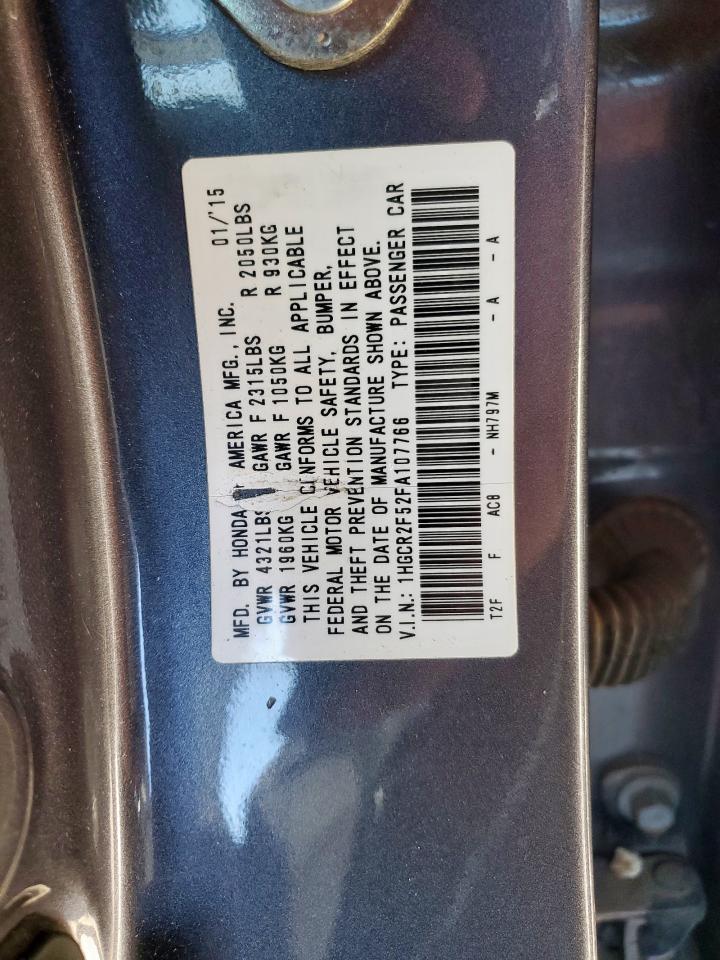 MFD. BY HONDA AMERICA MFG., INC. 01/'15
GVWR 4321LBS GAWR F 2315LBS R 2050LBS
GVWR 1960KG GAWR F 1050KG R 930KG
THIS VEHICLE CONFORMS TO ALL APPLICABLE
FEDERAL MOTOR VEHICLE SAFETY, BUMPER,
AND THEFT PREVENTION STANDARDS IN EFFECT
ON THE DATE OF MANUFACTURE SHOWN ABOVE.
V.I.N.: 1HGCR2F52FA107766 TYPE: PASSENGER CAR
T2F F AC8 - NH797M - A - A